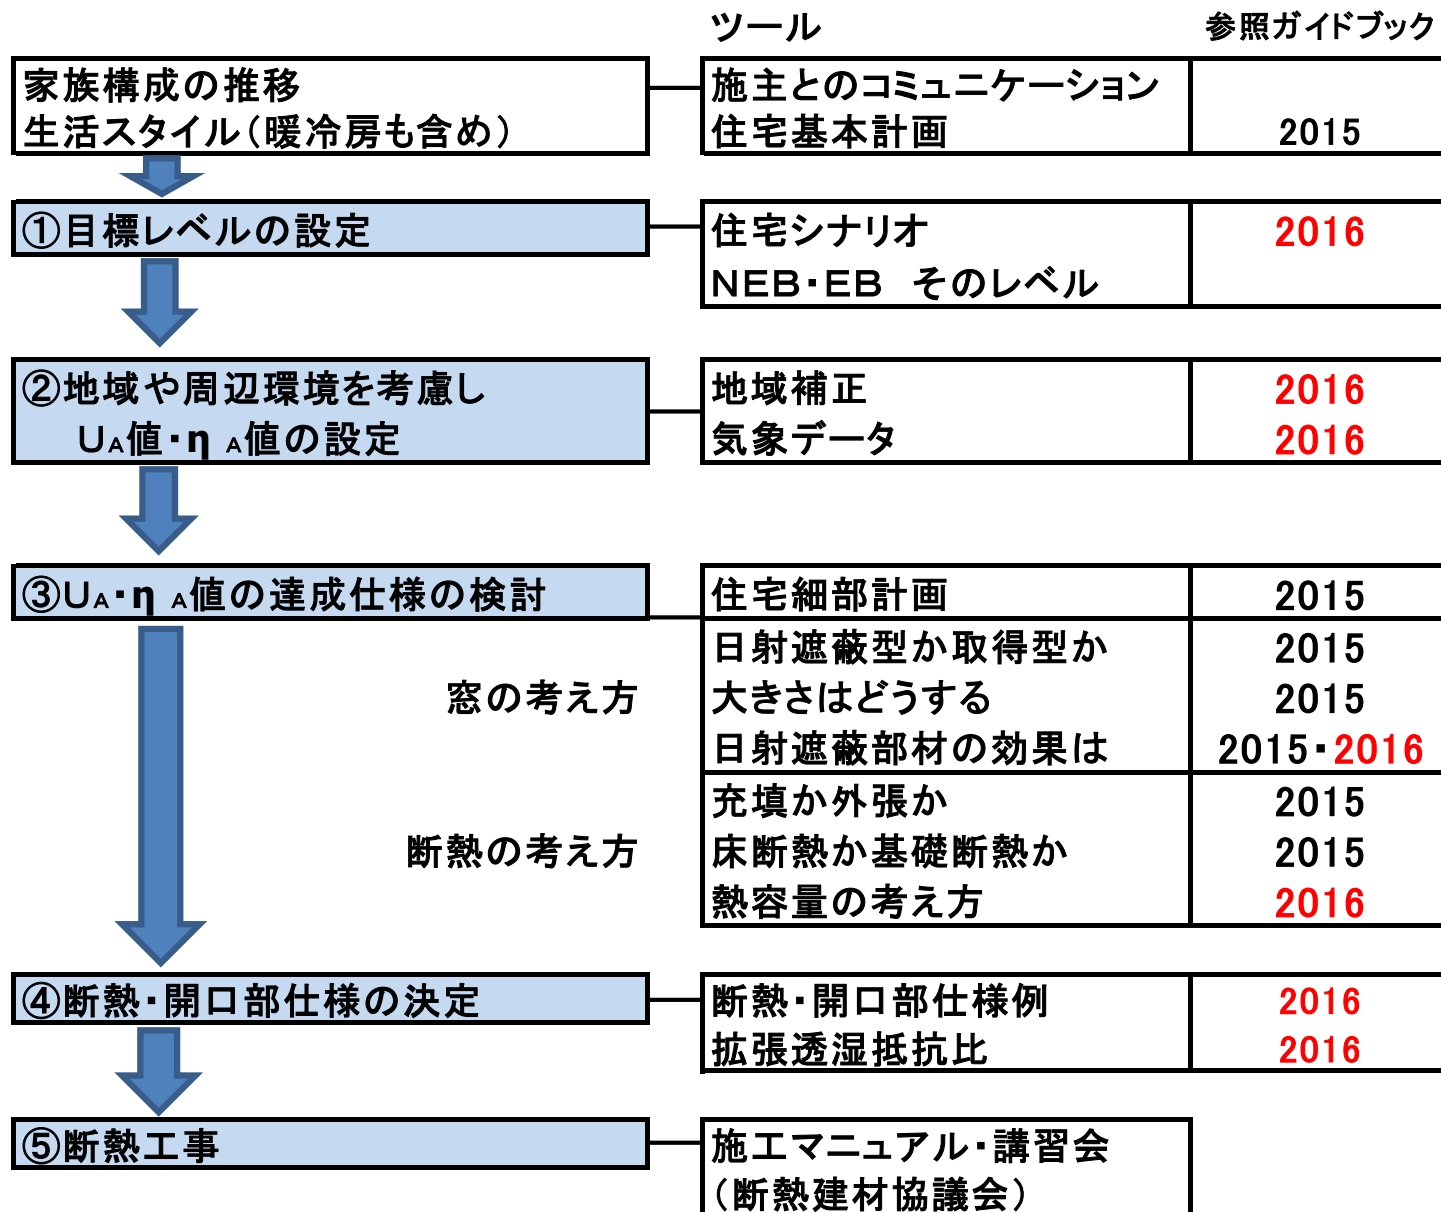 ツール 参照ガイドブック
家族構成の推移 施主とのコミュニケーション
生活スタイル(暖冷房も含め) 住宅基本計画 2015
①目標レベルの設定 住宅シナリオ 2016
NEB・EB そのレベル
②地域や周辺環境を考慮し 地域補正 2016
UA値・η A値の設定 気象データ 2016
③UA・η A値の達成仕様の検討 住宅細部計画 2015
日射遮蔽型か取得型か 2015
窓の考え方 大きさはどうする 2015
日射遮蔽部材の効果は 2015・2016
充填か外張か 2015
断熱の考え方 床断熱か基礎断熱か 2015
熱容量の考え方 2016
④断熱・開口部仕様の決定 断熱・開口部仕様例 2016
拡張透湿抵抗比 2016
⑤断熱工事 施工マニュアル・講習会
(断熱建材協議会)